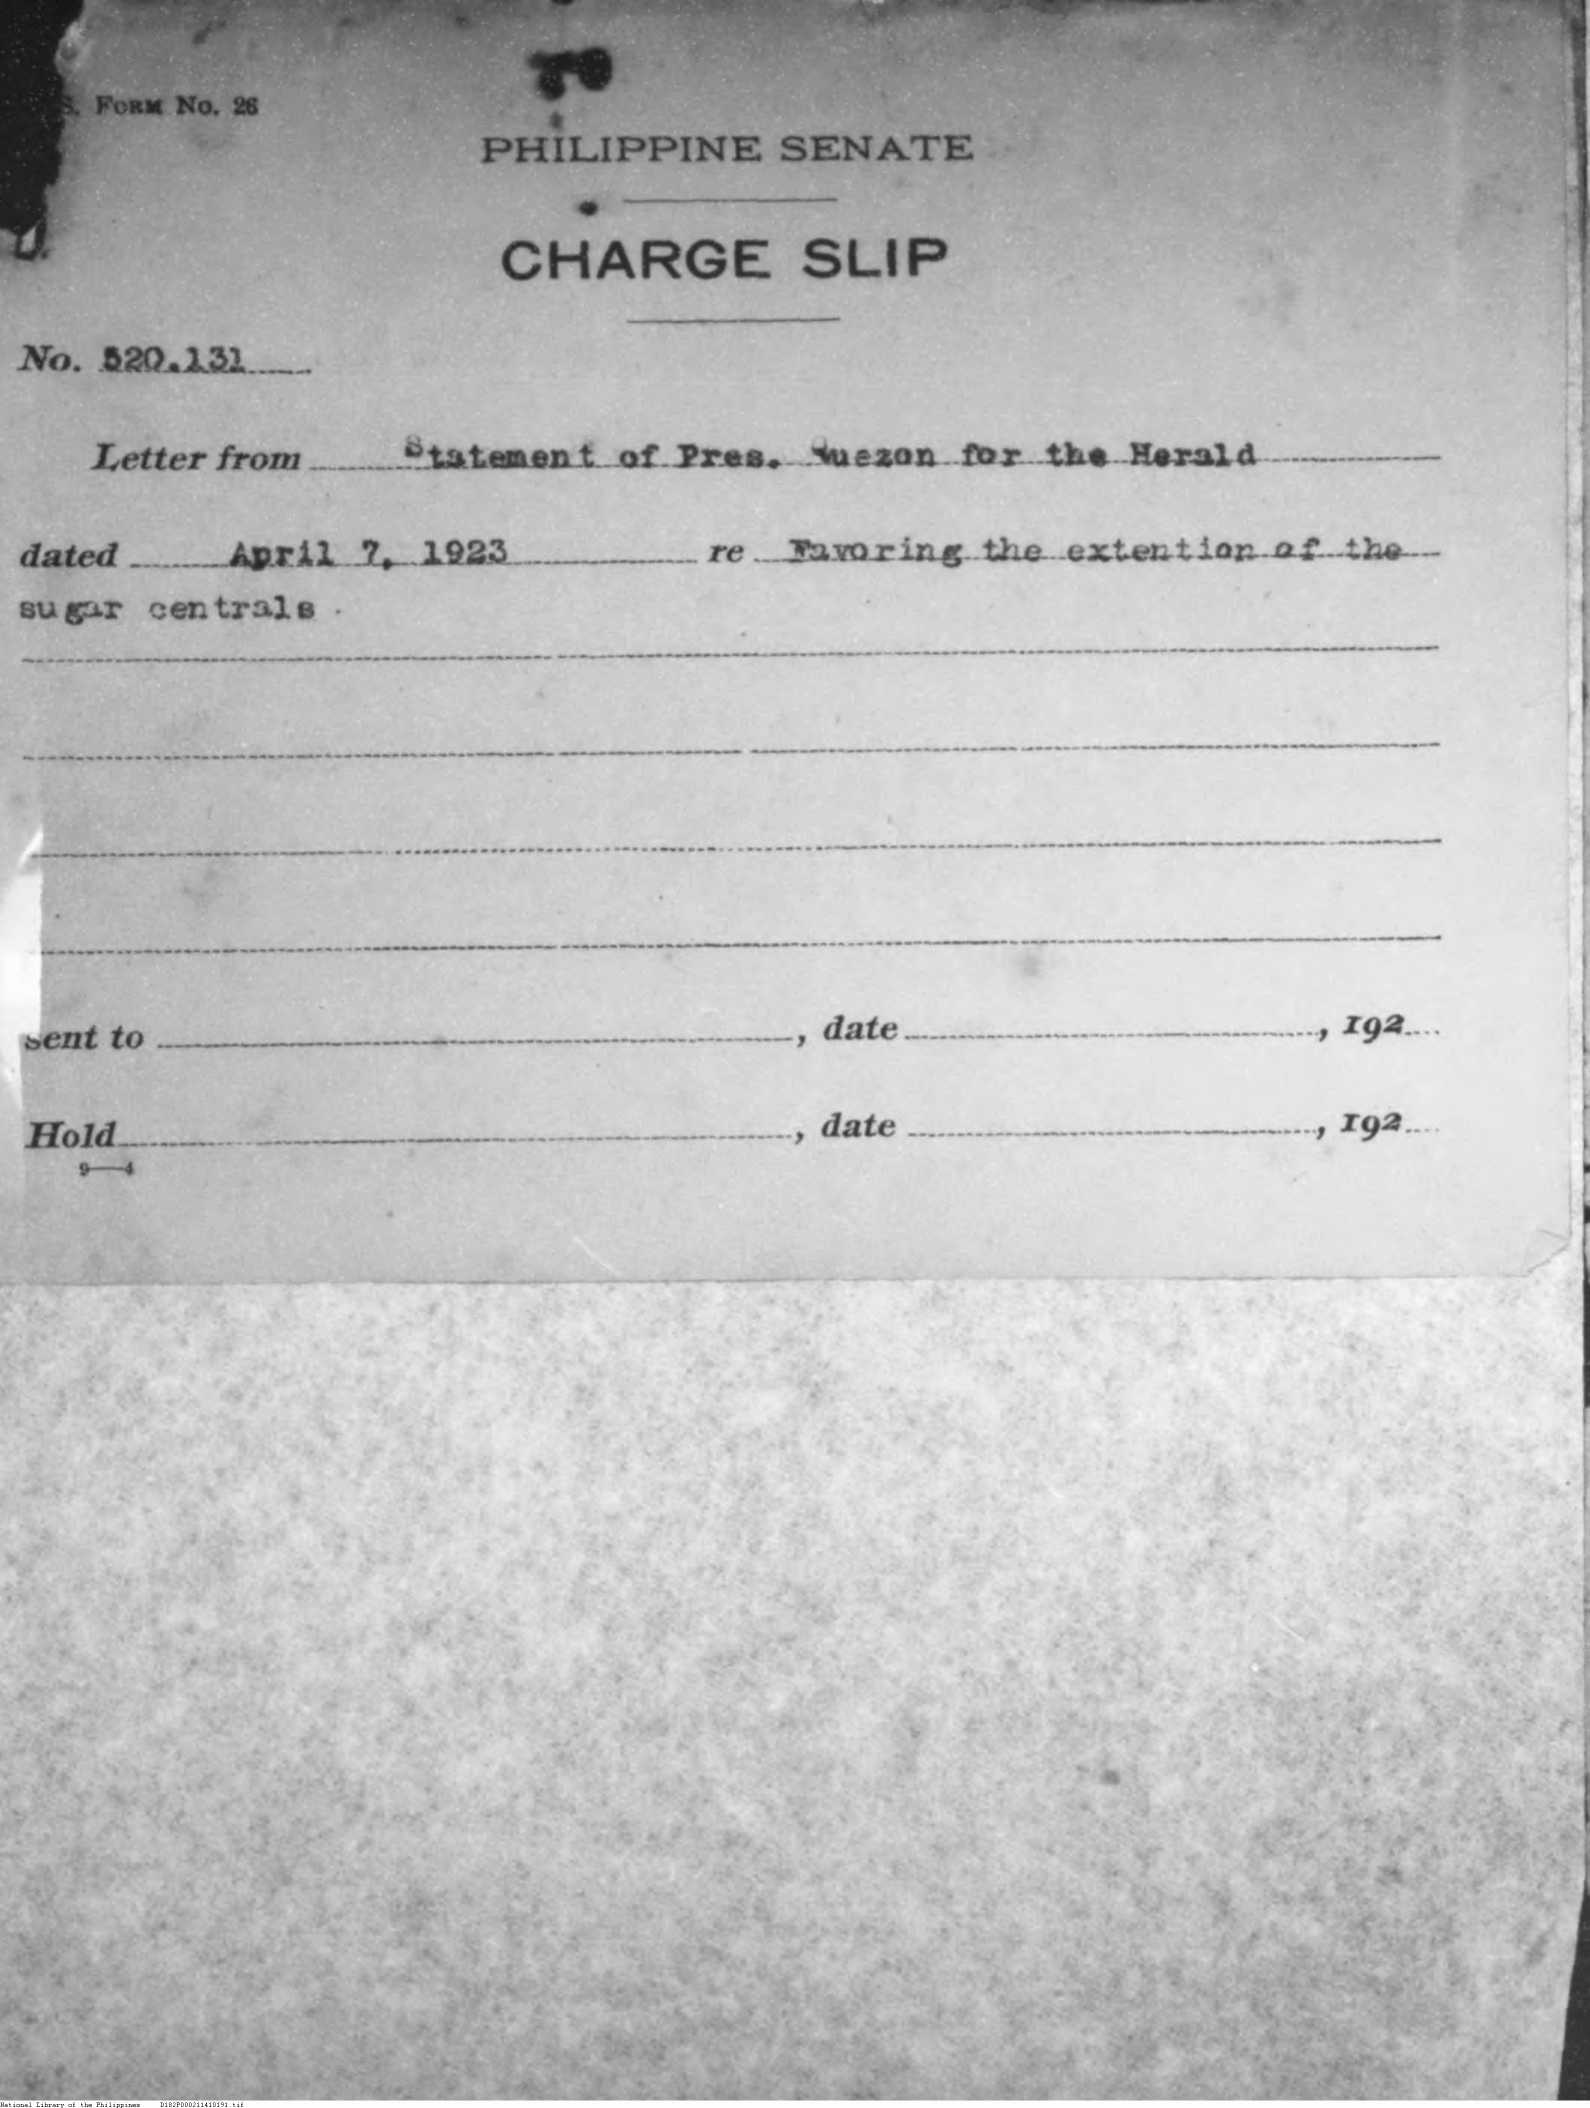 S. FORM No. 26
PHILIPPINE SENATE
CHARGE SLIP
No. 520.131
Letter from Statement of Pres. Quezon for the Herald
dated April 7, 1923 re Favoring the extention of the
sugar centrals .
Sent to , date , 192
Hold , date , 192
9—4
National Library of the Philippines D182P000211410191.tif